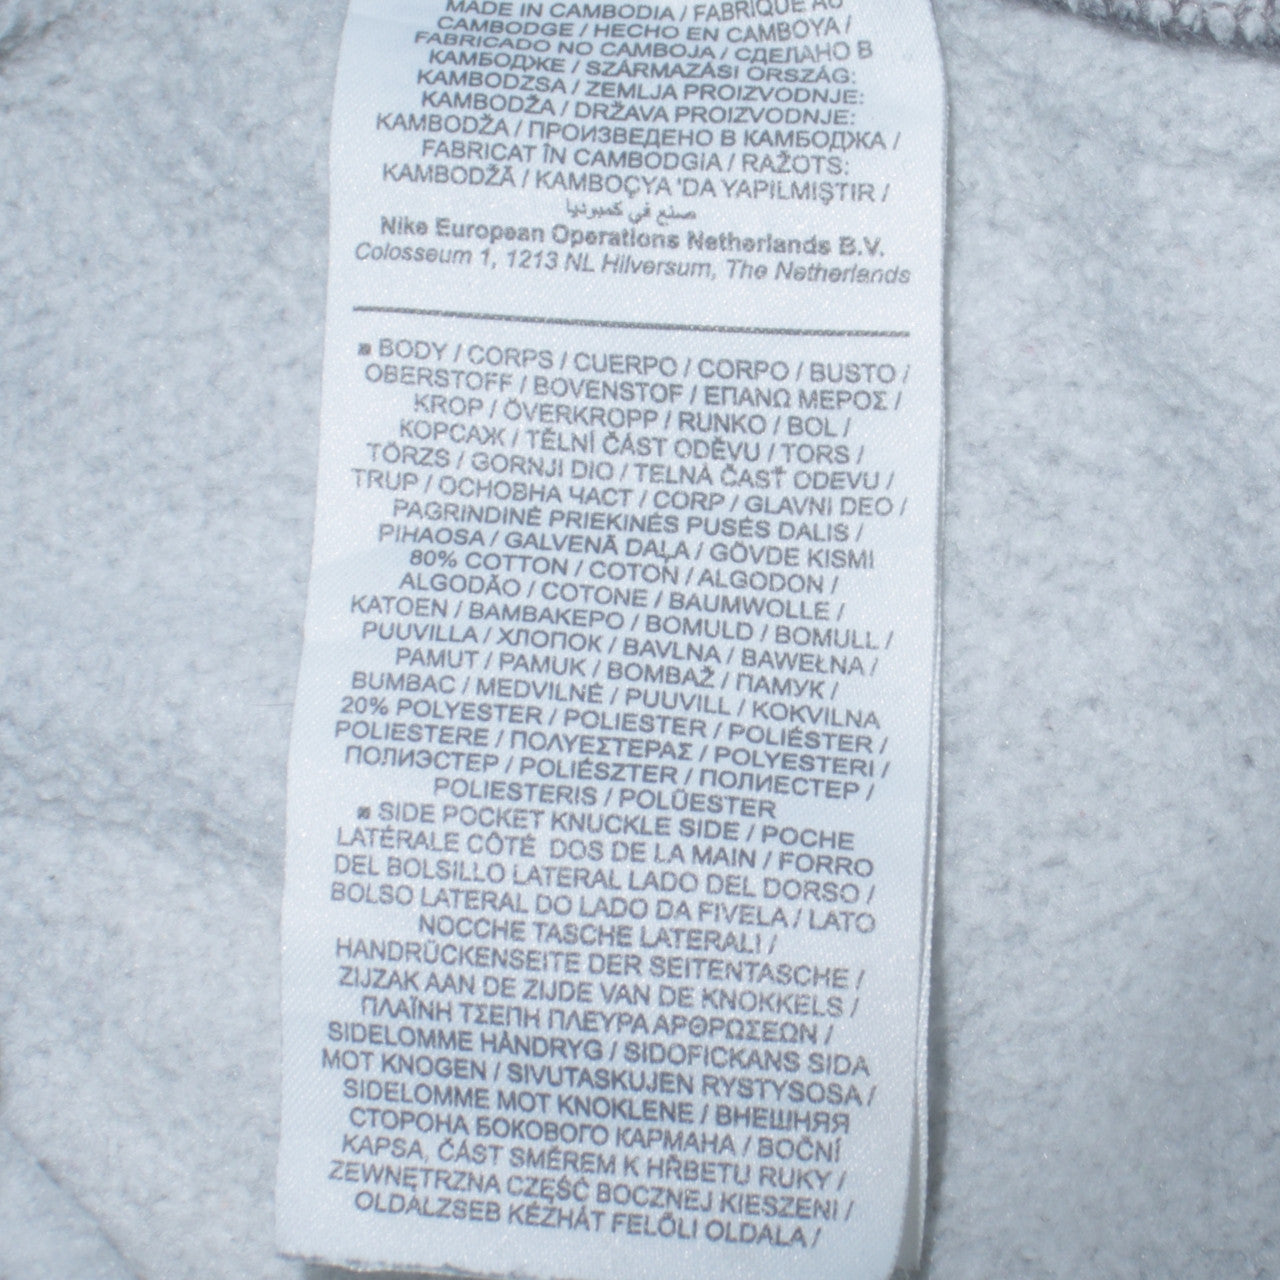 MADE IN CAMBODIA / FABRIQUÉ AU
CAMBODGE / HECHO EN CAMBOYA /
FABRICADO NO CAMBOJA / СДЕЛАНО В
КАМБОДЖЕ / SZÁRMAZÁSI ORSZÁG:
KAMBODZSA / ZEMLJA PROIZVODNJE:
KAMBODŽA / DRŽAVA PROIZVODNJE:
KAMBODŽA / ПРОИЗВЕДЕНО В КАМБОДЖА /
FABRICAT ÎN CAMBODGIA / RAŽOTS:
KAMBODŽĀ / KAMBOÇYA 'DA YAPILMIŞTIR /
صنع في كمبوديا
Nike European Operations Netherlands B.V.
Colosseum 1, 1213 NL Hilversum, The Netherlands
▪ BODY / CORPS / CUERPO / CORPO / BUSTO /
OBERSTOFF / BOVENSTOF / ΕΠΑΝΩ ΜΕΡΟΣ /
KROP / ÖVERKROPP / RUNKO / BOL /
КОРСАЖ / TĚLNÍ ČÁST ODĚVU / TORS /
TÖRZS / GORNJI DIO / TELNÁ ČASŤ ODEVU /
TRUP / ОСНОВНА ЧАСТ / CORP / GLAVNI DEO /
PAGRINDINĖ PRIEKINĖS PUSĖS DALIS /
PIHAOSA / GALVENĀ DAĻA / GÖVDE KISMI
80% COTTON / COTON / ALGODON /
ALGODÃO / COTONE / BAUMWOLLE /
KATOEN / ΒΑΜΒΑΚΕΡΟ / BOMULD / BOMULL /
PUUVILLA / ХЛОПОК / BAVLNA / BAWEŁNA /
PAMUT / PAMUK / BOMBAŽ / ПАМУК /
BUMBAC / MEDVILNĖ / PUUVILL / KOKVILNA
20% POLYESTER / POLIESTER / POLIÉSTER /
POLIESTERE / ΠΟΛΥΕΣΤΕΡΑΣ / POLYESTERI /
ПОЛИЭСТЕР / POLIÉSZTER / ПОЛИЕСТЕР /
POLIESTERIS / POLÜESTER
▪ SIDE POCKET KNUCKLE SIDE / POCHE
LATÉRALE CÔTÉ DOS DE LA MAIN / FORRO
DEL BOLSILLO LATERAL LADO DEL DORSO /
BOLSO LATERAL DO LADO DA FIVELA / LATO
NOCCHE TASCHE LATERALI /
HANDRÜCKENSEITE DER SEITENTASCHE /
ZIJZAK AAN DE ZIJDE VAN DE KNOKKELS /
ΠΛΑΪΝΗ ΤΣΕΠΗ ΠΛΕΥΡΑ ΑΡΘΡΩΣΕΩΝ /
SIDELOMME HÅNDRYG / SIDOFICKANS SIDA
MOT KNOGEN / SIVUTASKUJEN RYSTYSOSA /
SIDELOMME MOT KNOKLENE / ВНЕШНЯЯ
СТОРОНА БОКОВОГО КАРМАНА / BOČNÍ
KAPSA, ČÁST SMĚREM K HŘBETU RUKY /
ZEWNĘTRZNA CZĘŚĆ BOCZNEJ KIESZENI /
OLDALZSEB KÉZHÁT FELŐLI OLDALA /